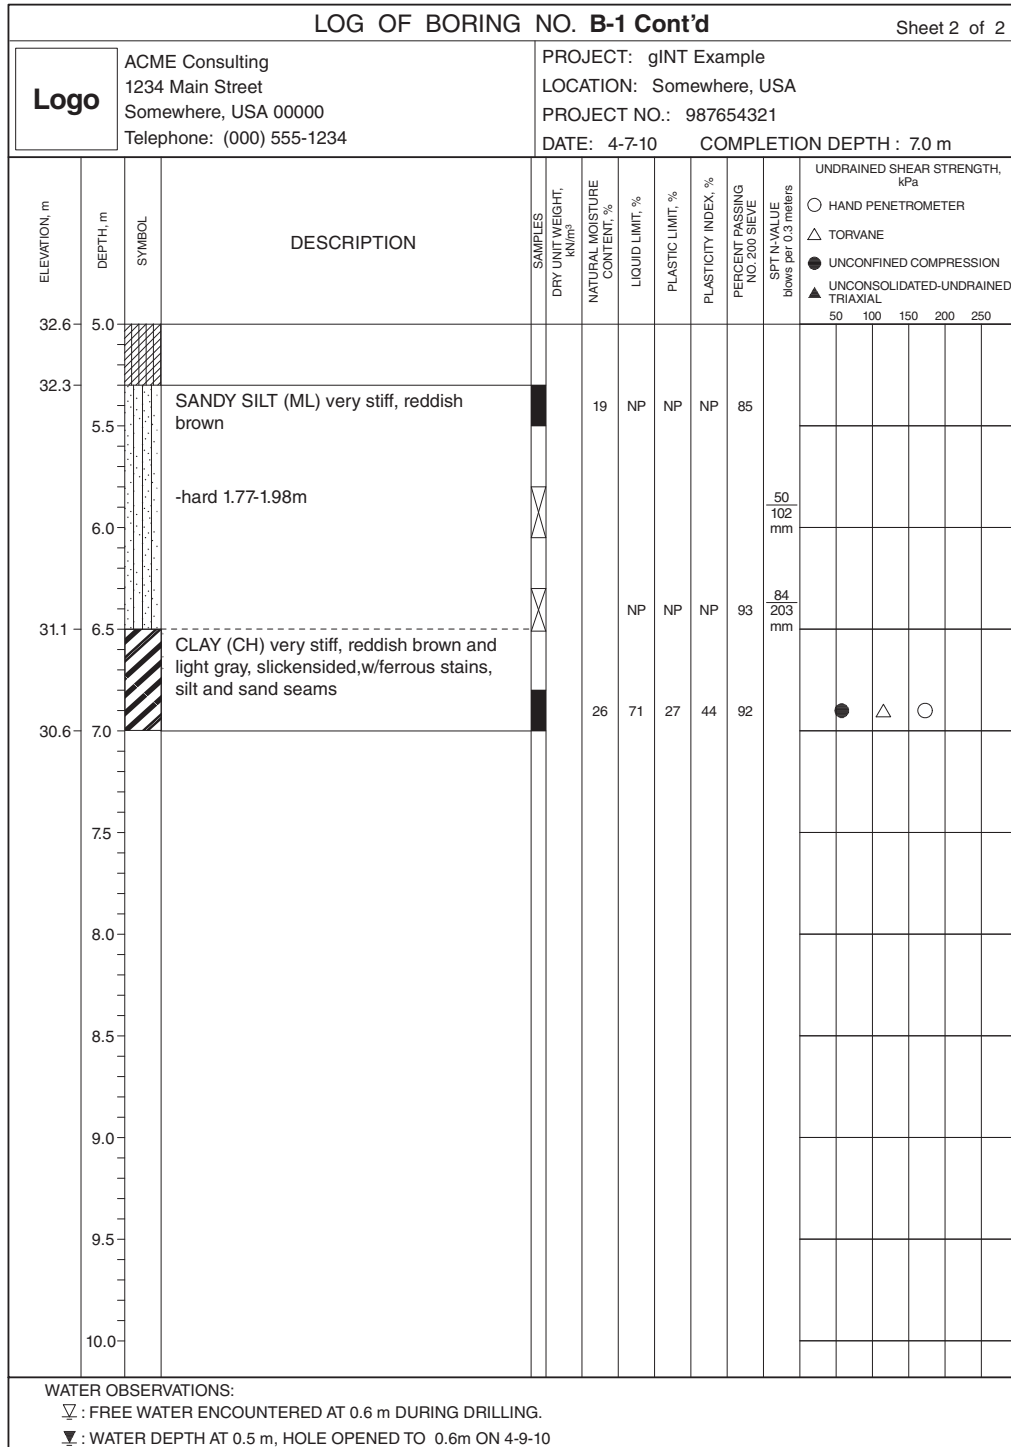 LOG OF BORING NO. B-1 Cont'd
Sheet 2 of 2
Logo
ACME Consulting
1234 Main Street
Somewhere, USA 00000
Telephone: (000) 555-1234
PROJECT: gINT Example
LOCATION: Somewhere, USA
PROJECT NO.: 987654321
DATE: 4-7-10 COMPLETION DEPTH : 7.0 m
ELEVATION, m
DEPTH, m
SYMBOL
DESCRIPTION
SAMPLES
DRY UNIT WEIGHT,
kN/m³
NATURAL MOISTURE
CONTENT, %
LIQUID LIMIT, %
PLASTIC LIMIT, %
PLASTICITY INDEX, %
PERCENT PASSING
NO. 200 SIEVE
SPT N-VALUE
blows per 0.3 meters
UNDRAINED SHEAR STRENGTH,
kPa
HAND PENETROMETER
TORVANE
UNCONFINED COMPRESSION
UNCONSOLIDATED-UNDRAINED
TRIAXIAL
50 100 150 200 250
32.6 5.0
32.3
SANDY SILT (ML) very stiff, reddish
brown
19 NP NP NP 85
5.5
-hard 1.77-1.98m
50
102
mm
6.0
NP NP NP 93
84
203
mm
31.1 6.5
CLAY (CH) very stiff, reddish brown and
light gray, slickensided,w/ferrous stains,
silt and sand seams
26 71 27 44 92
30.6 7.0
7.5
8.0
8.5
9.0
9.5
10.0
WATER OBSERVATIONS:
: FREE WATER ENCOUNTERED AT 0.6 m DURING DRILLING.
: WATER DEPTH AT 0.5 m, HOLE OPENED TO 0.6m ON 4-9-10